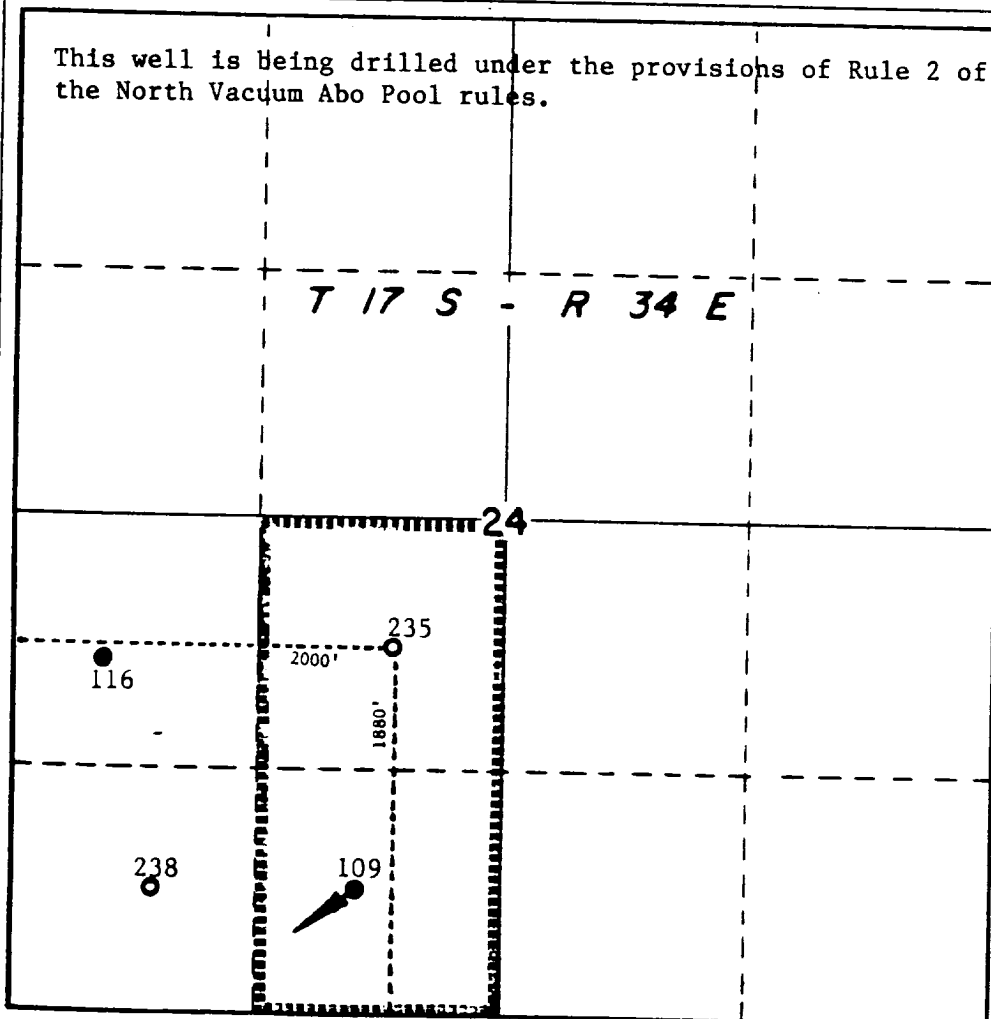 This well is being drilled under the provisions of Rule 2 of
the North Vacuum Abo Pool rules.
T 17 S - R 34 E
24
235
2000'
116
1880'
238
109